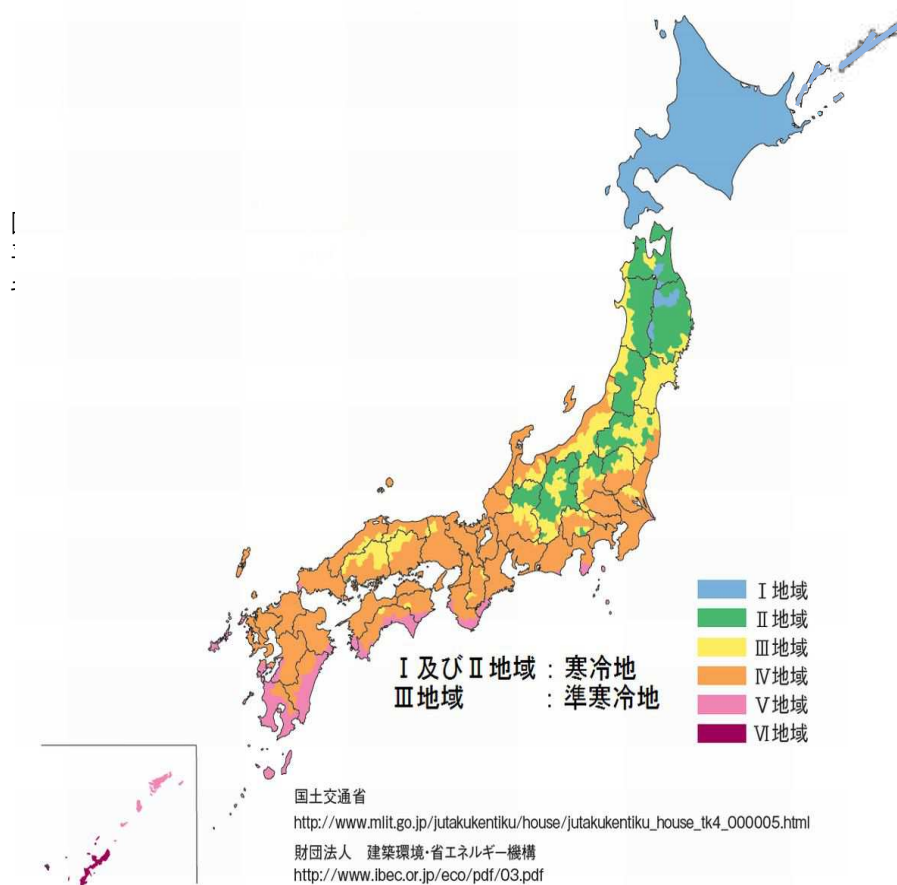 Ⅰ地域
Ⅱ地域
Ⅲ地域
Ⅳ地域
Ⅴ地域
Ⅵ地域
Ⅰ及びⅡ地域：寒冷地
Ⅲ地域　　　：準寒冷地
国土交通省
http://www.mlit.go.jp/jutakukentiku/house/jutakukentiku_house_tk4_000005.html
財団法人　建築環境・省エネルギー機構
http://www.ibec.or.jp/eco/pdf/03.pdf